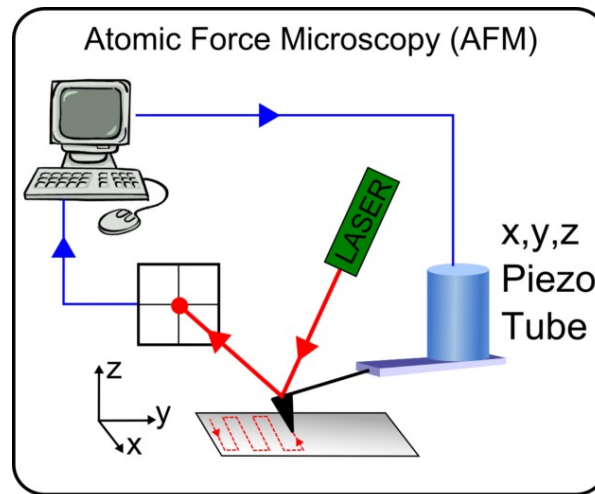 Atomic Force Microscopy (AFM)
LASER
x,y,z
Piezo
Tube
z
y
x